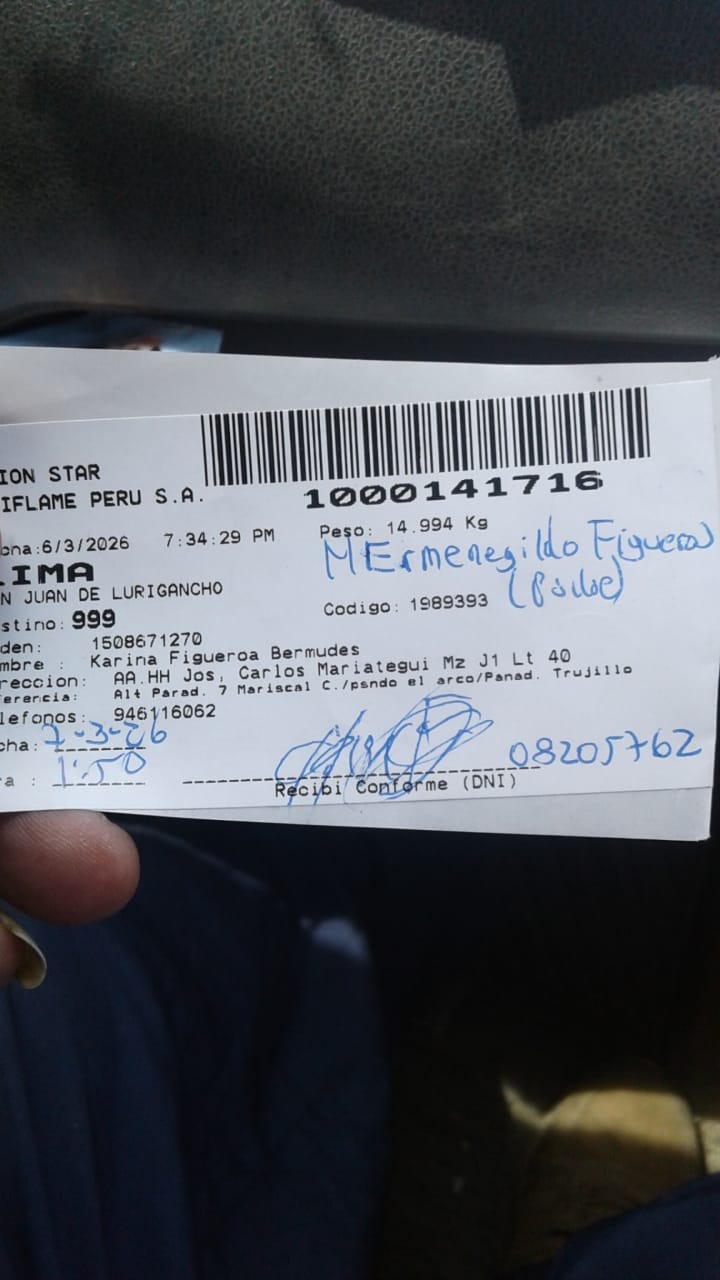 ION STAR
IFLAME PERU S.A.
1000141716
cha:6/3/2026 7:34:29 PM
Peso: 14.994 Kg
LIMA
MErmenegildo Figueroa
N JUAN DE LURIGANCHO
(Padre)
stino: 999
Codigo: 1989393
den: 1508671270
mbre : Karina Figueroa Bermudes
reccion: AA.HH Jos, Carlos Mariategui Mz J1 Lt 40
erencia: Alt Parad. 7 Mariscal C./psndo el arco/Panad. Trujillo
lefonos: 946116062
cha: 7-3-26
a : 1:50
08205762
Recibi Conforme (DNI)